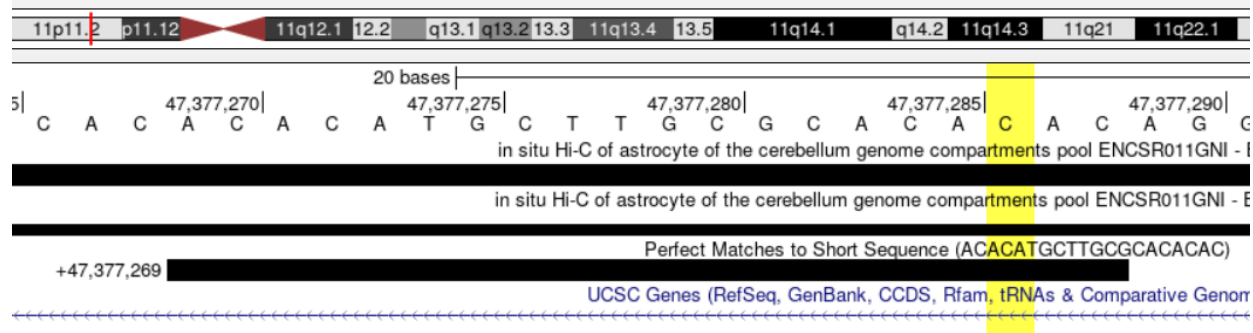 11p11.2 p11.12 11q12.1 12.2 q13.1 q13.2 13.3 11q13.4 13.5 11q14.1 q14.2 11q14.3 11q21 11q22.1
20 bases
5| 47,377,270| 47,377,275| 47,377,280| 47,377,285| 47,377,290|
C A C A C A C A T G C T T G C G C A C A C A C A G G
in situ Hi-C of astrocyte of the cerebellum genome compartments pool ENCSR011GNI - E
in situ Hi-C of astrocyte of the cerebellum genome compartments pool ENCSR011GNI - E
Perfect Matches to Short Sequence (ACACATGCTTGCGCACACAC)
+47,377,269
UCSC Genes (RefSeq, GenBank, CCDS, Rfam, tRNAs & Comparative Genom